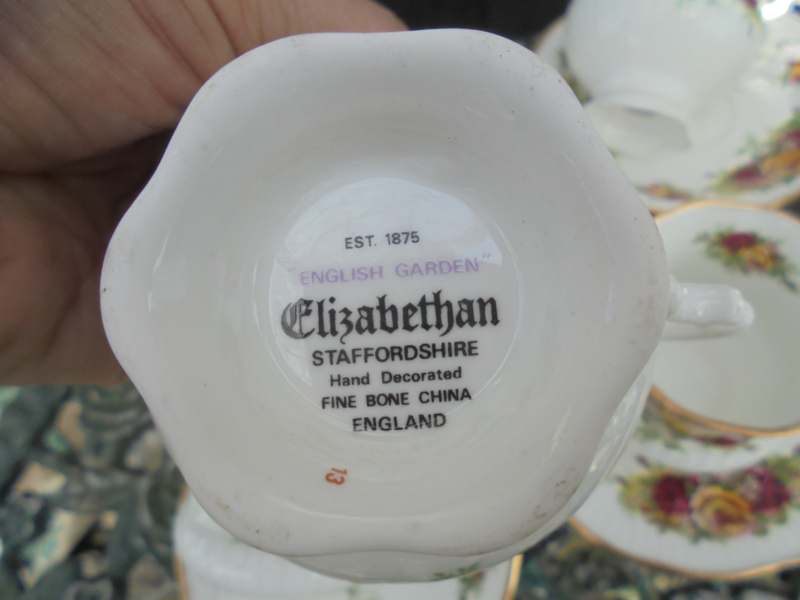 EST. 1875
"ENGLISH GARDEN"
Elizabethan
STAFFORDSHIRE
Hand Decorated
FINE BONE CHINA
ENGLAND
13